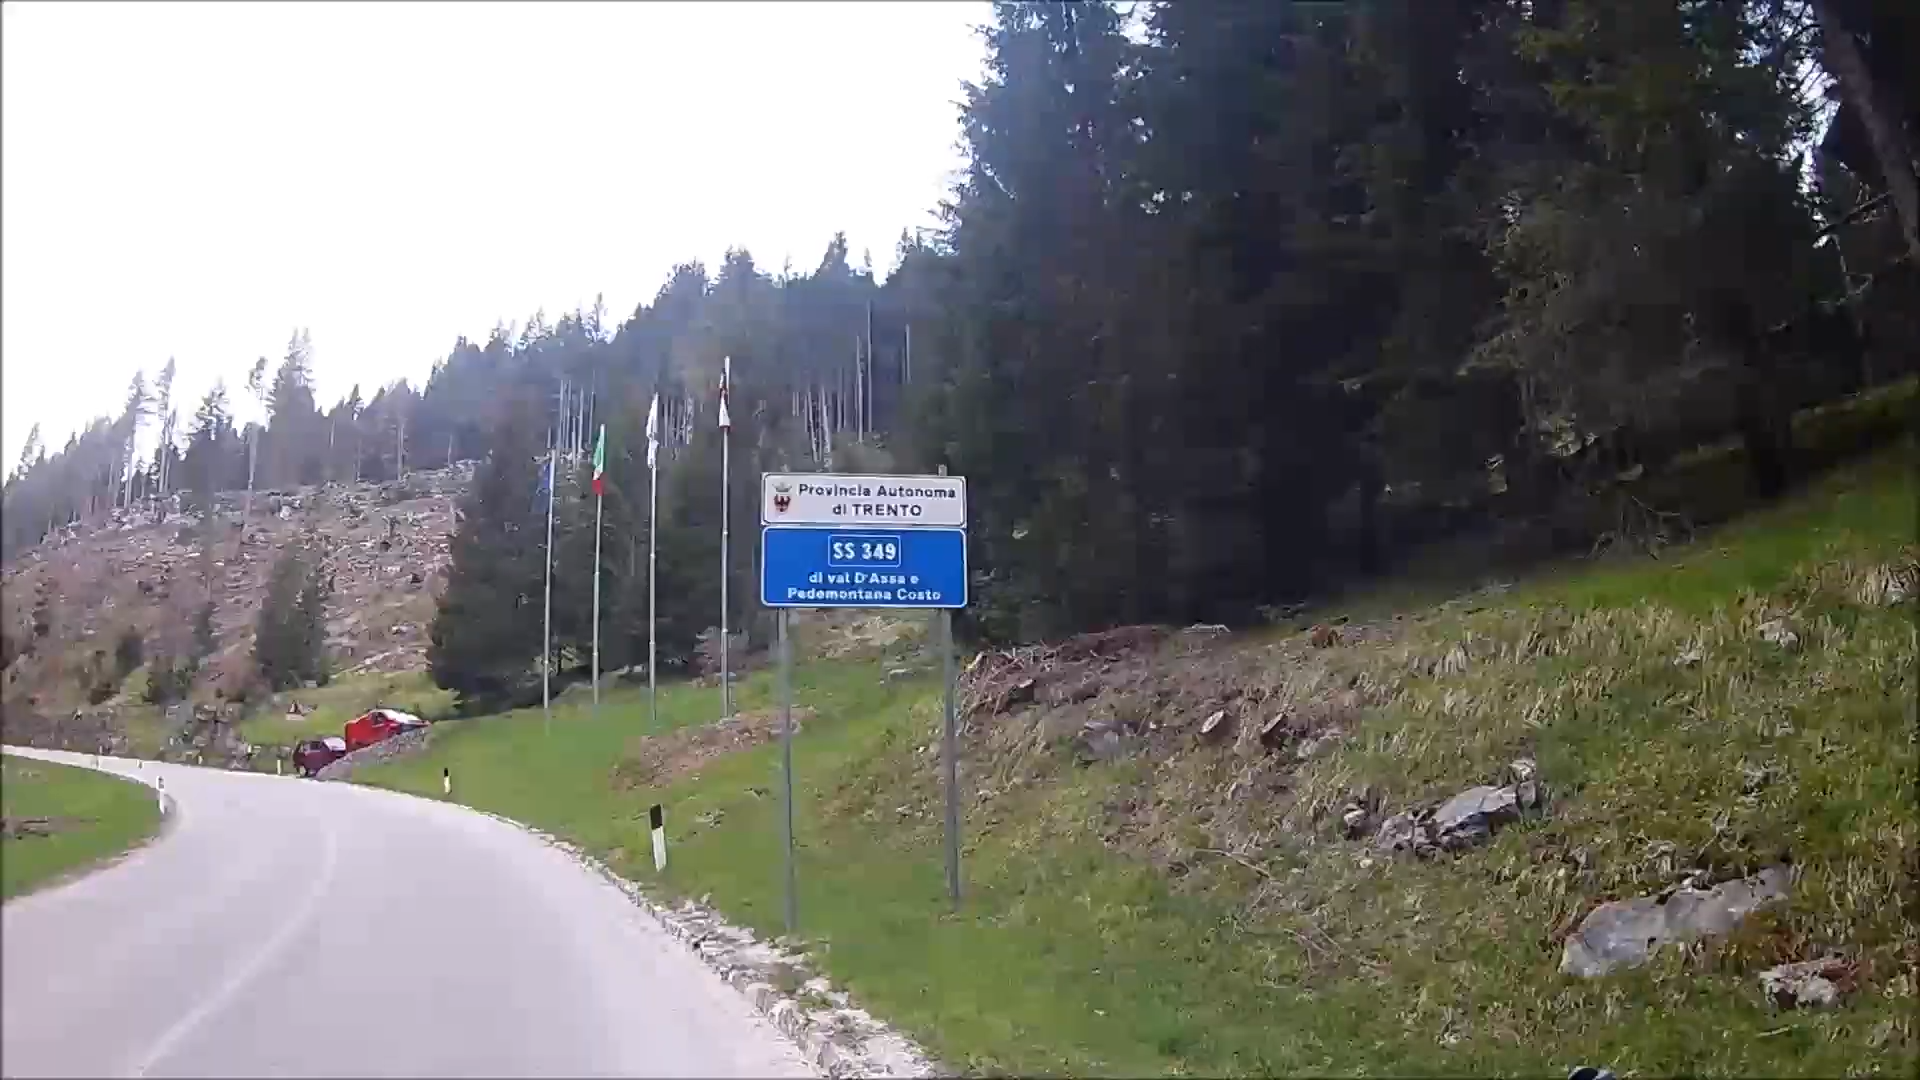 Provincia Autonoma
di TRENTO
SS 349
di val D'Assa e
Pedemontana Costo